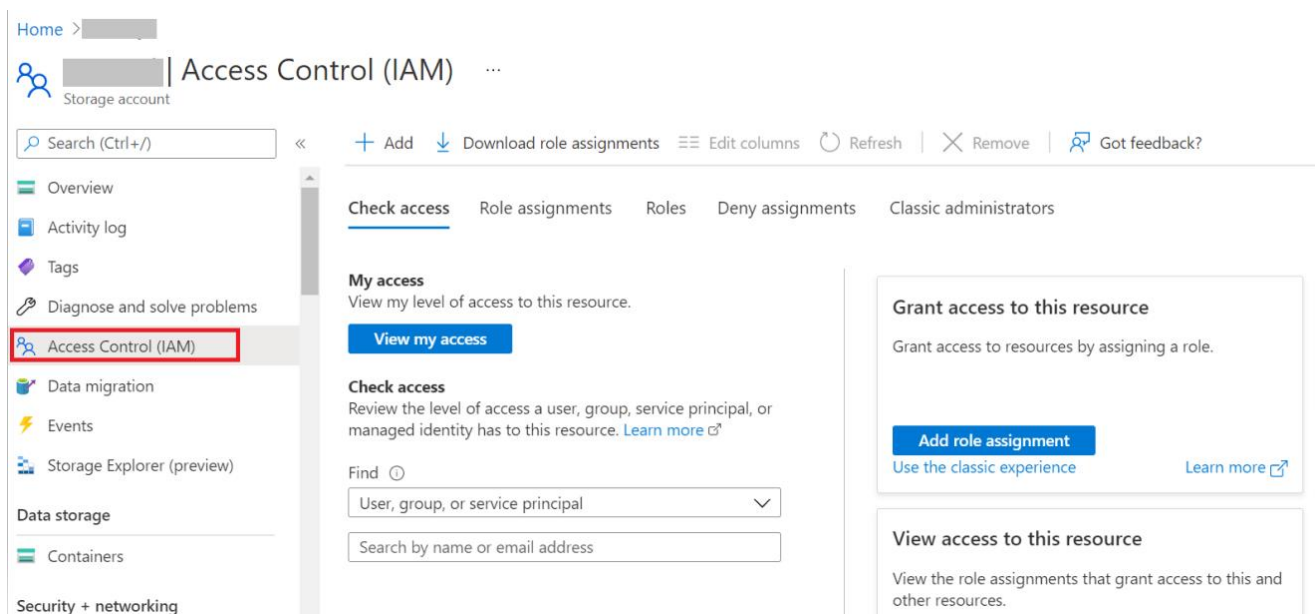 Home >
| Access Control (IAM) ...
Storage account
Search (Ctrl+/)
«
Add
Download role assignments
Edit columns
Refresh
Remove
Got feedback?
Overview
Activity log
Tags
Diagnose and solve problems
Access Control (IAM)
Data migration
Events
Storage Explorer (preview)
Data storage
Containers
Security + networking
Check access
Role assignments
Roles
Deny assignments
Classic administrators
My access
View my level of access to this resource.
View my access
Check access
Review the level of access a user, group, service principal, or
managed identity has to this resource. Learn more
Find
User, group, or service principal
Search by name or email address
Grant access to this resource
Grant access to resources by assigning a role.
Add role assignment
Use the classic experience
Learn more
View access to this resource
View the role assignments that grant access to this and
other resources.